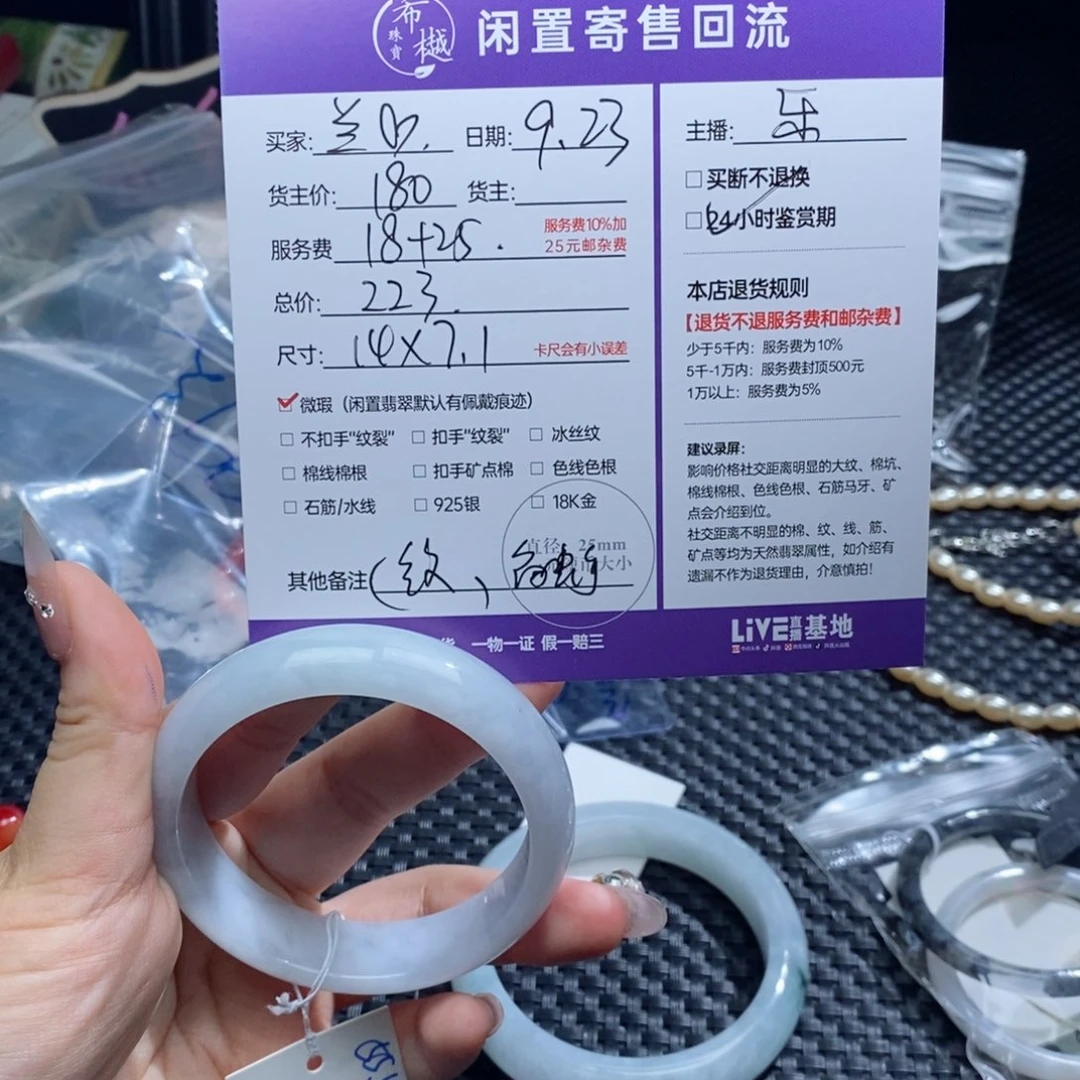 希樾
珠寶
闲置寄售回流
买家: 兰
日期: 9.23
货主价: 180
货主:
服务费 18+25.
服务费10%加
25元邮杂费
总价: 223.
尺寸: 14×7.1
卡尺会有小误差
微瑕（闲置翡翠默认有佩戴痕迹）
不扣手"纹裂" 扣手"纹裂" 冰丝纹
棉线棉根 扣手矿点棉 色线色根
石筋/水线 925银 18K金
直径 25mm
大小
其他备注(纹、
一物一证 假一赔三
主播: 乐
买断不退换
24小时鉴赏期
本店退货规则
【退货不退服务费和邮杂费】
少于5千内：服务费为10%
5千-1万内：服务费封顶500元
1万以上：服务费为5%
建议录屏：
影响价格社交距离明显的大纹、棉坑、
棉线棉根、色线色根、石筋马牙、矿
点会介绍到位。
社交距离不明显的棉、纹、线、筋、
矿点等均为天然翡翠属性，如介绍有
遗漏不作为退货理由，介意慎拍！
LiVE直播基地